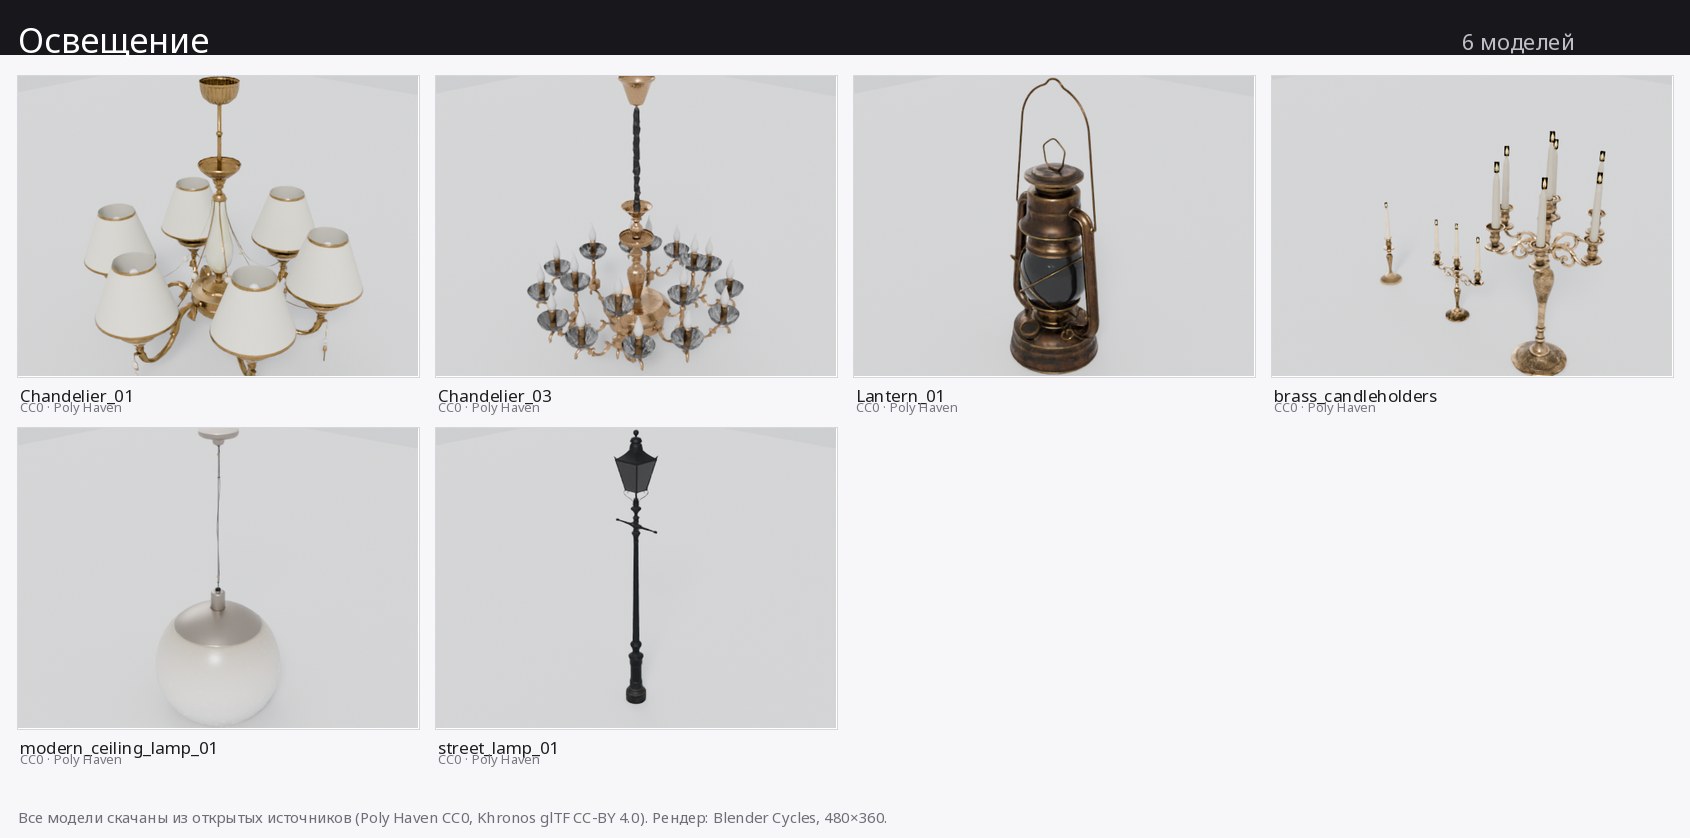 Освещение
6 моделей
Chandelier_01
CC0 · Poly Haven
Chandelier_03
CC0 · Poly Haven
Lantern_01
CC0 · Poly Haven
brass_candleholders
CC0 · Poly Haven
modern_ceiling_lamp_01
CC0 · Poly Haven
street_lamp_01
CC0 · Poly Haven
Все модели скачаны из открытых источников (Poly Haven CC0, Khronos glTF CC-BY 4.0). Рендер: Blender Cycles, 480×360.